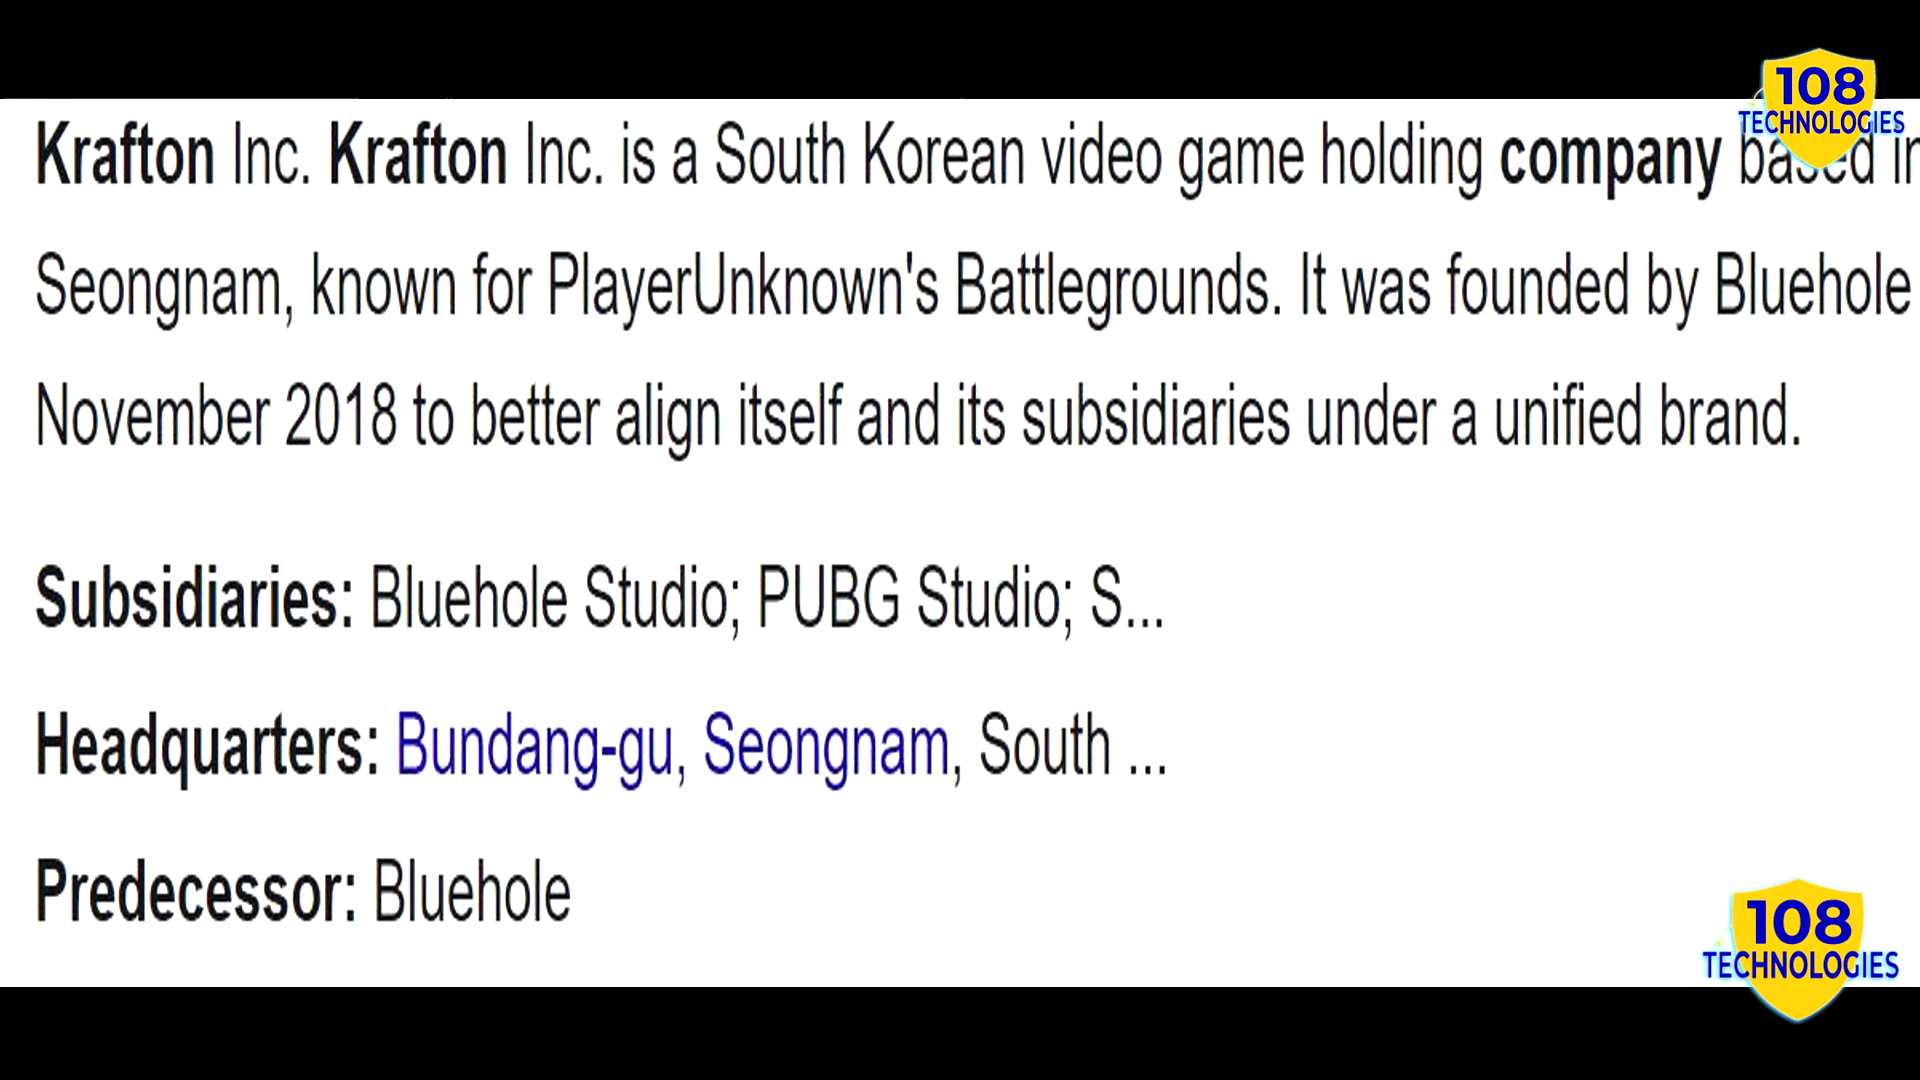 108
TECHNOLOGIES
Krafton Inc. Krafton Inc. is a South Korean video game holding company based in
Seongnam, known for PlayerUnknown's Battlegrounds. It was founded by Bluehole
November 2018 to better align itself and its subsidiaries under a unified brand.
Subsidiaries: Bluehole Studio; PUBG Studio; S...
Headquarters: Bundang-gu, Seongnam, South ...
Predecessor: Bluehole
108
TECHNOLOGIES